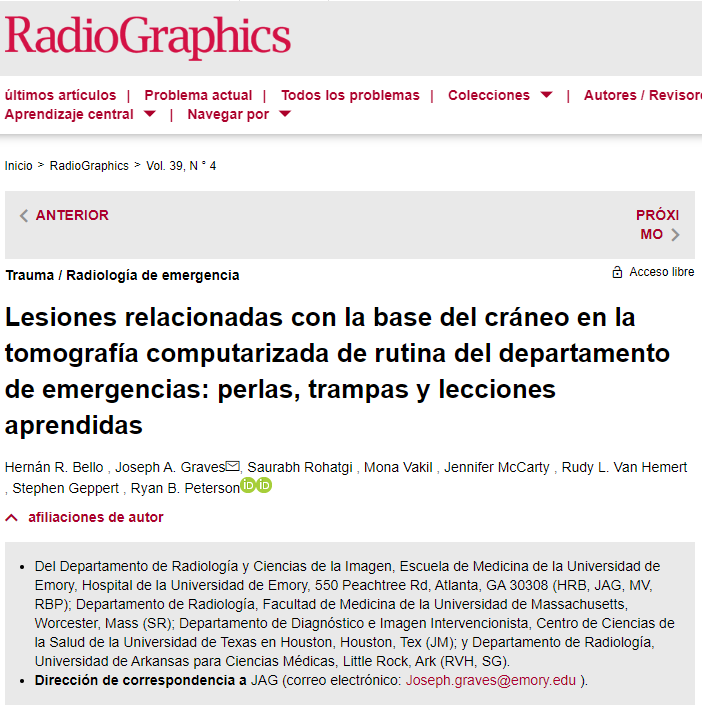 RadioGraphics
últimos artículos | Problema actual | Todos los problemas | Colecciones | Autores / Revisore
Aprendizaje central | Navegar por
Inicio > RadioGraphics > Vol. 39, N ° 4
ANTERIOR
PRÓXI
MO
Trauma / Radiología de emergencia
Acceso libre
Lesiones relacionadas con la base del cráneo en la
tomografía computarizada de rutina del departamento
de emergencias: perlas, trampas y lecciones
aprendidas
Hernán R. Bello , Joseph A. Graves, Saurabh Rohatgi , Mona Vakil , Jennifer McCarty , Rudy L. Van Hemert
, Stephen Geppert , Ryan B. Peterson iD iD
afiliaciones de autor
• Del Departamento de Radiología y Ciencias de la Imagen, Escuela de Medicina de la Universidad de
Emory, Hospital de la Universidad de Emory, 550 Peachtree Rd, Atlanta, GA 30308 (HRB, JAG, MV,
RBP); Departamento de Radiología, Facultad de Medicina de la Universidad de Massachusetts,
Worcester, Mass (SR); Departamento de Diagnóstico e Imagen Intervencionista, Centro de Ciencias de
la Salud de la Universidad de Texas en Houston, Houston, Tex (JM); y Departamento de Radiología,
Universidad de Arkansas para Ciencias Médicas, Little Rock, Ark (RVH, SG).
• Dirección de correspondencia a JAG (correo electrónico: Joseph.graves@emory.edu ).